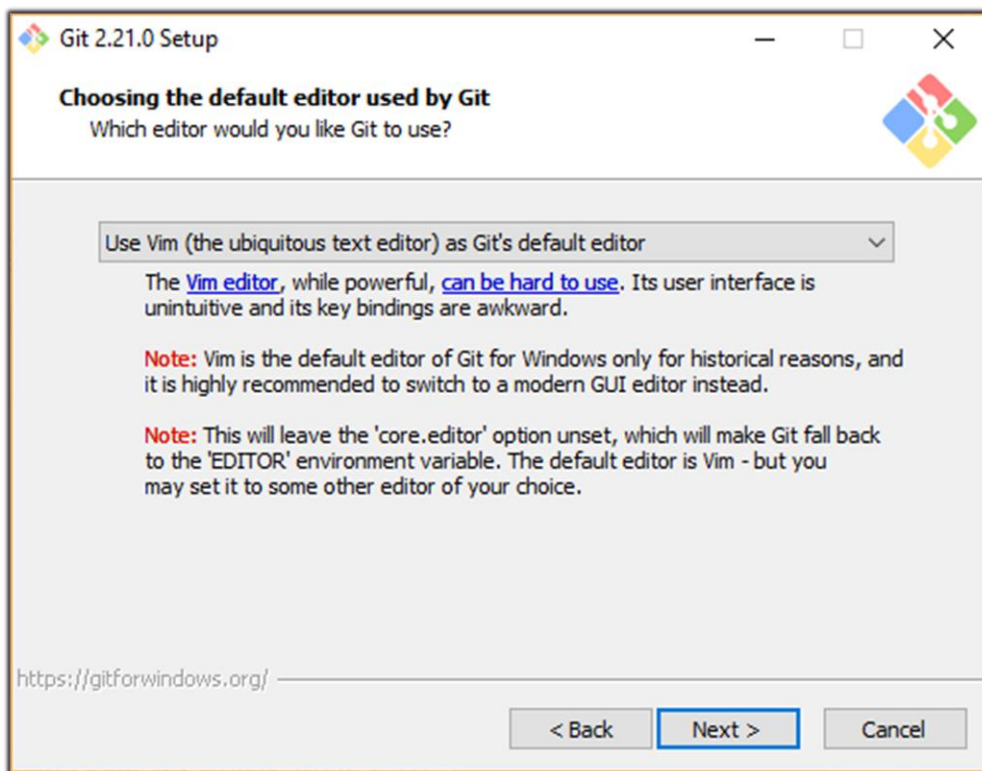 Git 2.21.0 Setup
Choosing the default editor used by Git
Which editor would you like Git to use?
Use Vim (the ubiquitous text editor) as Git's default editor
The Vim editor, while powerful, can be hard to use. Its user interface is
unintuitive and its key bindings are awkward.
Note: Vim is the default editor of Git for Windows only for historical reasons, and
it is highly recommended to switch to a modern GUI editor instead.
Note: This will leave the 'core.editor' option unset, which will make Git fall back
to the 'EDITOR' environment variable. The default editor is Vim - but you
may set it to some other editor of your choice.
https://gitforwindows.org/
< Back Next > Cancel